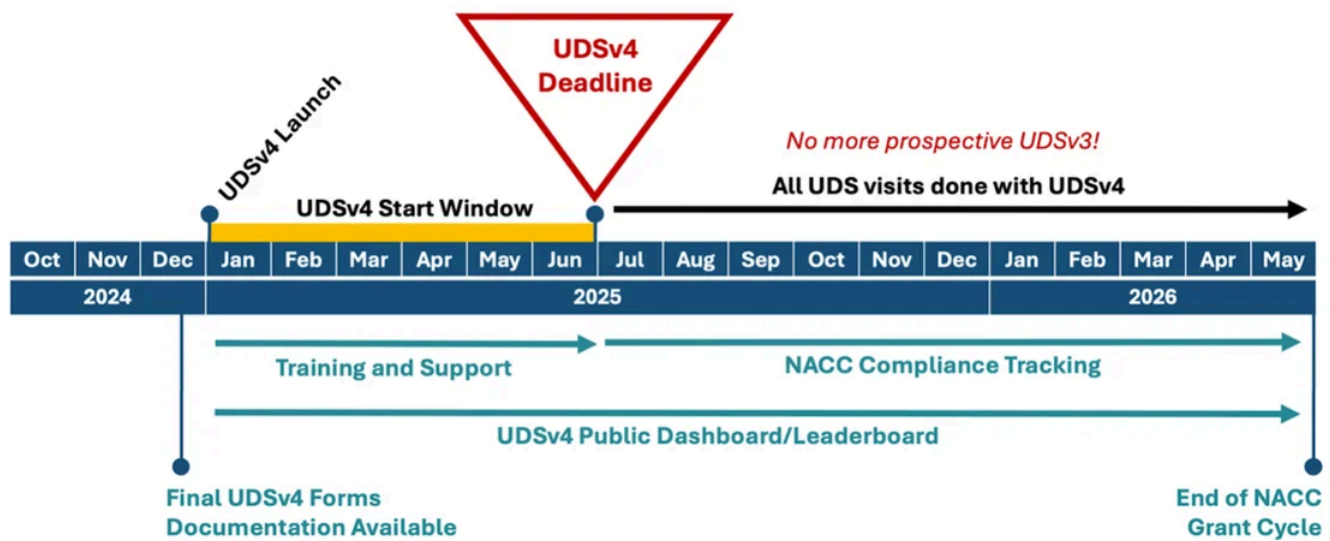 UDSv4
Deadline
UDSv4 Launch
No more prospective UDSv3!
All UDS visits done with UDSv4
UDSv4 Start Window
Oct Nov Dec Jan Feb Mar Apr May Jun Jul Aug Sep Oct Nov Dec Jan Feb Mar Apr May
2024 2025 2026
Training and Support
NACC Compliance Tracking
UDSv4 Public Dashboard/Leaderboard
Final UDSv4 Forms
Documentation Available
End of NACC
Grant Cycle